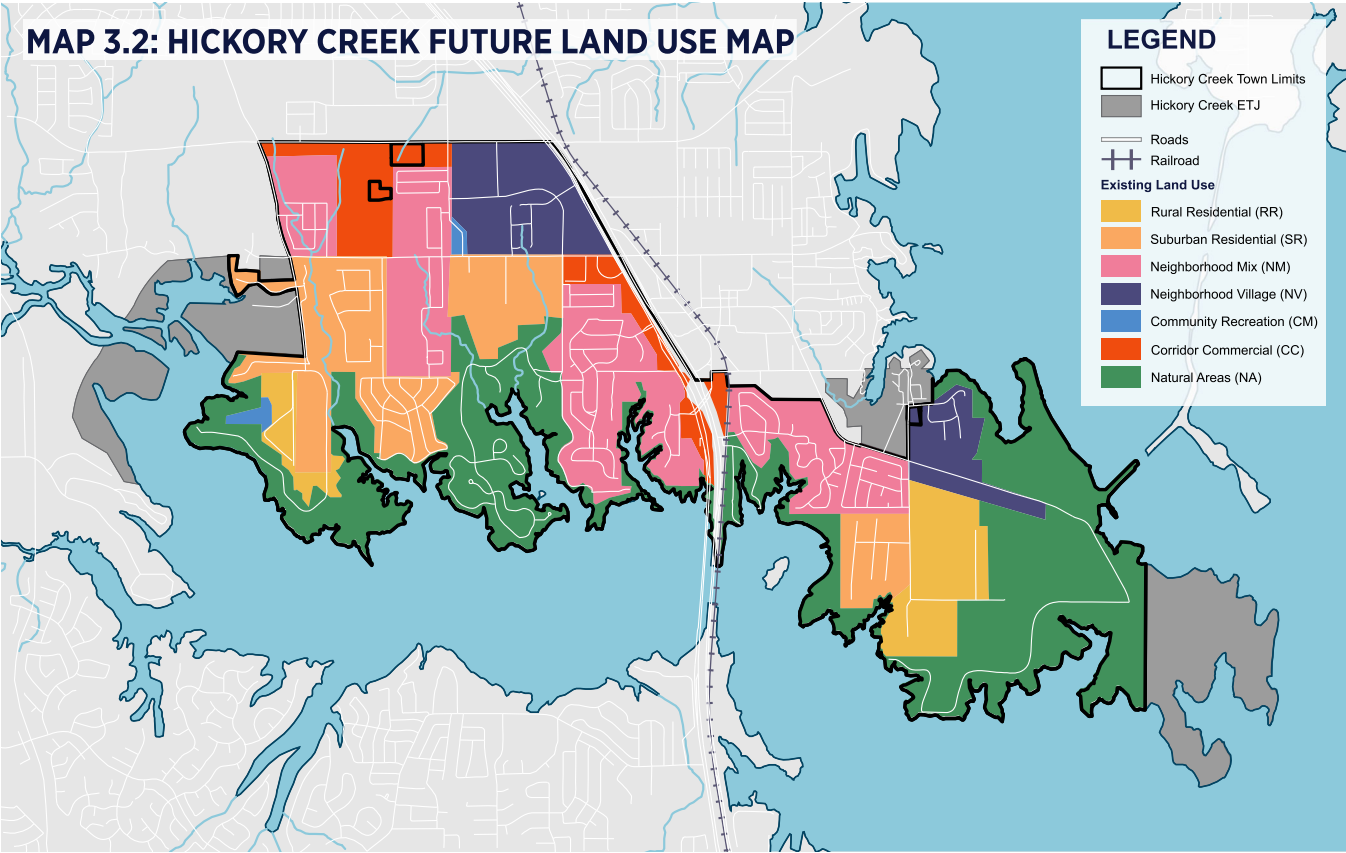 MAP 3.2: HICKORY CREEK FUTURE LAND USE MAP
LEGEND
Hickory Creek Town Limits
Hickory Creek ETJ
Roads
Railroad
Existing Land Use
Rural Residential (RR)
Suburban Residential (SR)
Neighborhood Mix (NM)
Neighborhood Village (NV)
Community Recreation (CM)
Corridor Commercial (CC)
Natural Areas (NA)